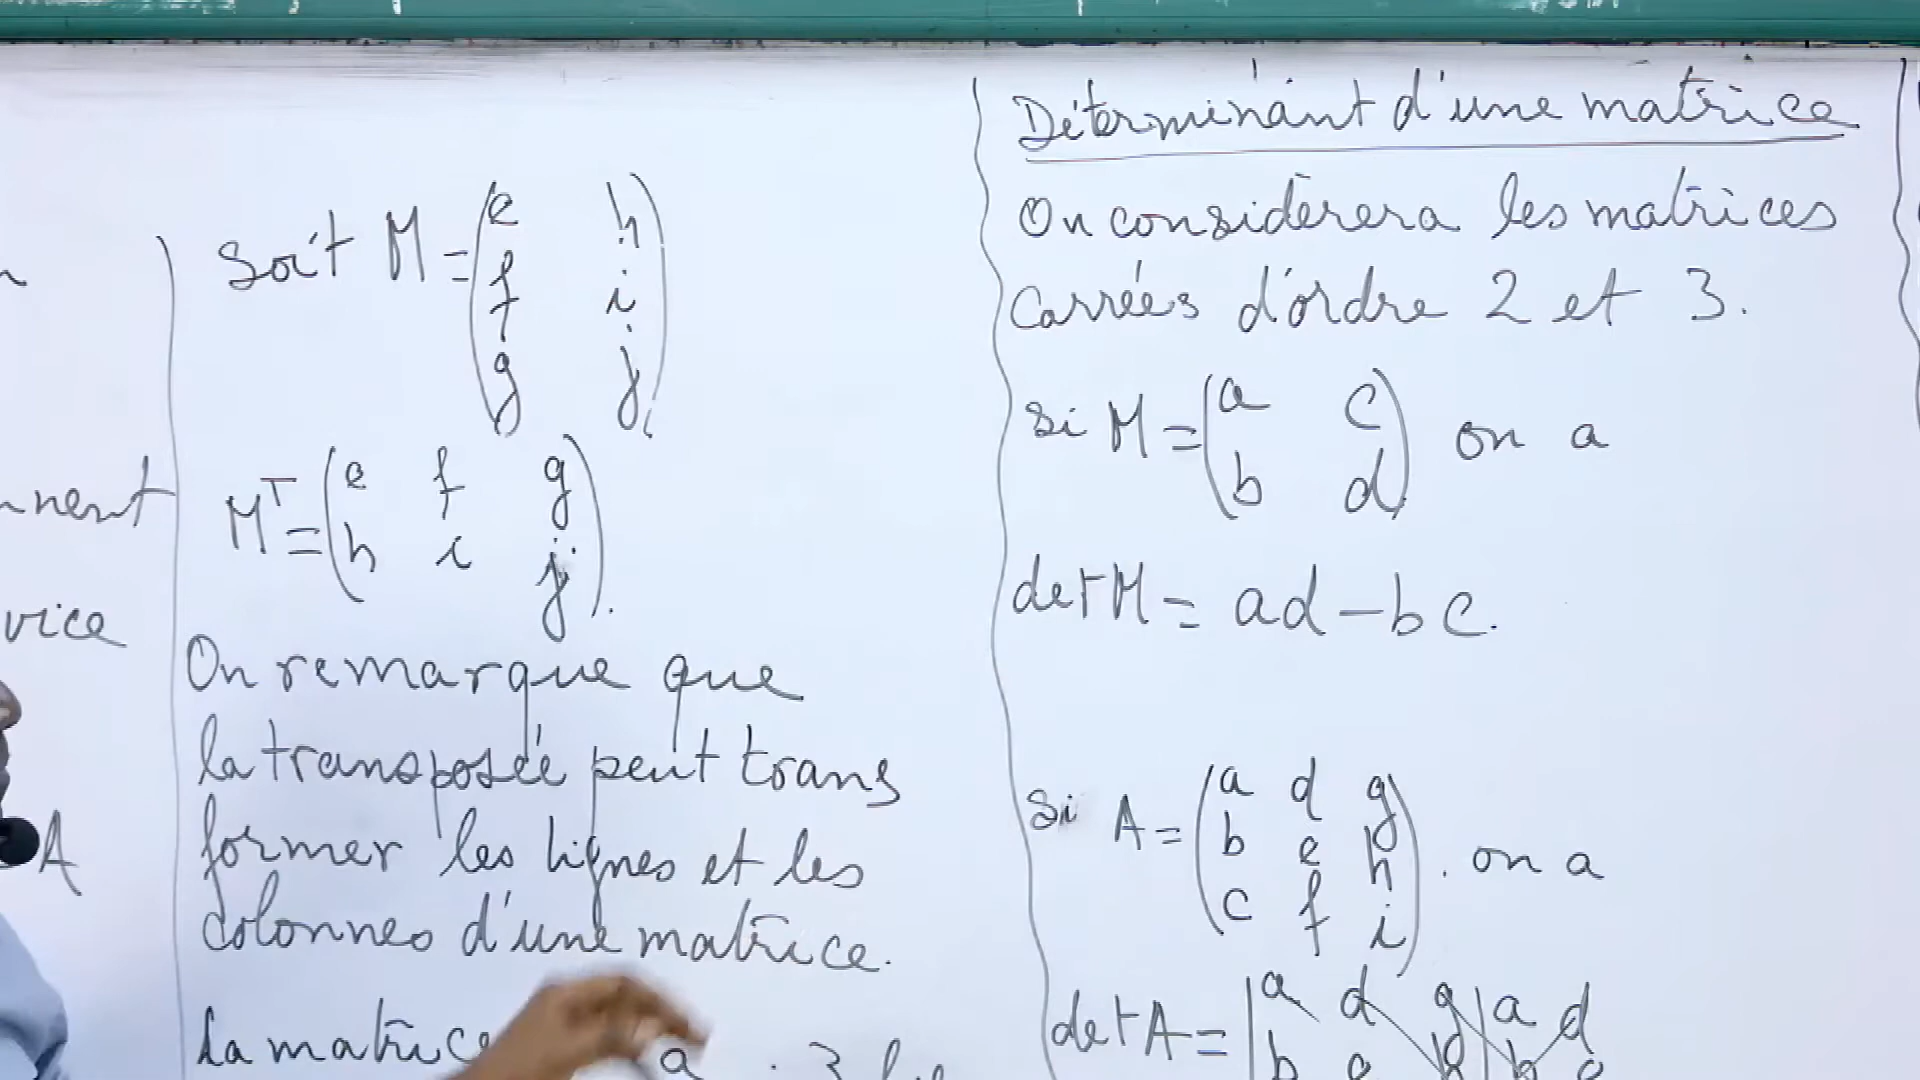 nnent
vice
A
Soit M = (e h
f i
g j)
M^T = (e f g
h i j).
On remarque que
la transposée peut trans
former les lignes et les
colonnes d'une matrice.
la matrice a
Déterminant d'une matrice
On considèrera les matrices
carrées d'ordre 2 et 3.
si M = (a c
b d) on a
det M = ad - bc.
Si A = (a d g
b e h
c f i). on a
det A = |a d g| a d
b e h| b e